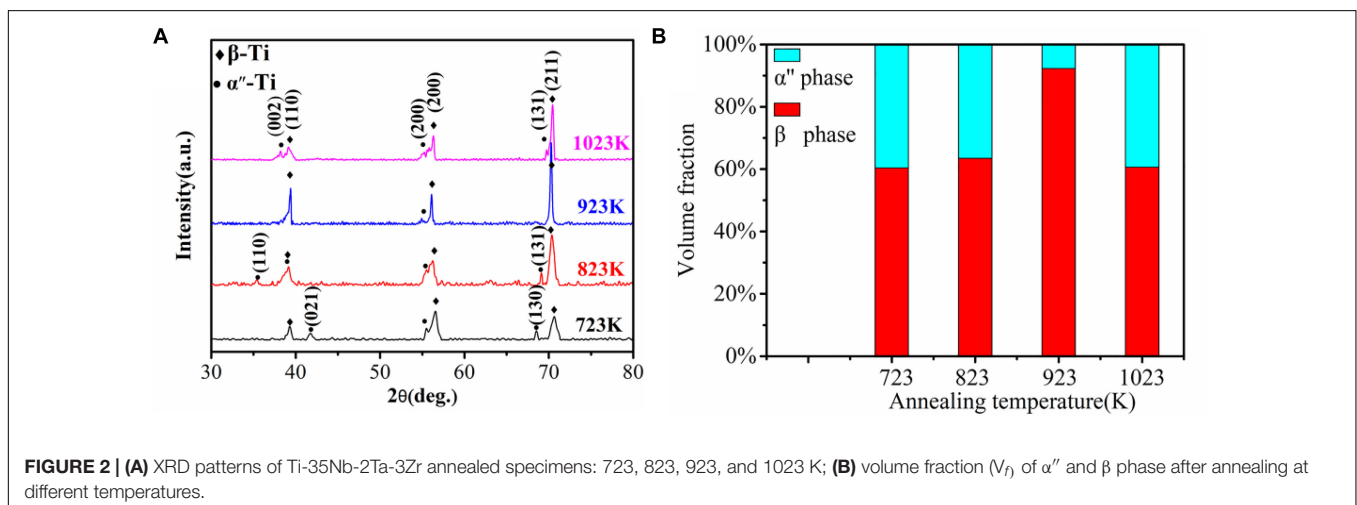 A
β-Ti
α″-Ti
(002)
(110)
(200)
(200)
(131)
(211)
1023K
923K
(110)
(131)
823K
(021)
(130)
723K
Intensity(a.u.)
30 40 50 60 70 80
2θ(deg.)
B
100%
80%
60%
40%
20%
0%
α" phase
β phase
Volume fraction
723 823 923 1023
Annealing temperature(K)
FIGURE 2 | (A) XRD patterns of Ti-35Nb-2Ta-3Zr annealed specimens: 723, 823, 923, and 1023 K; (B) volume fraction (Vf) of α″ and β phase after annealing at
different temperatures.